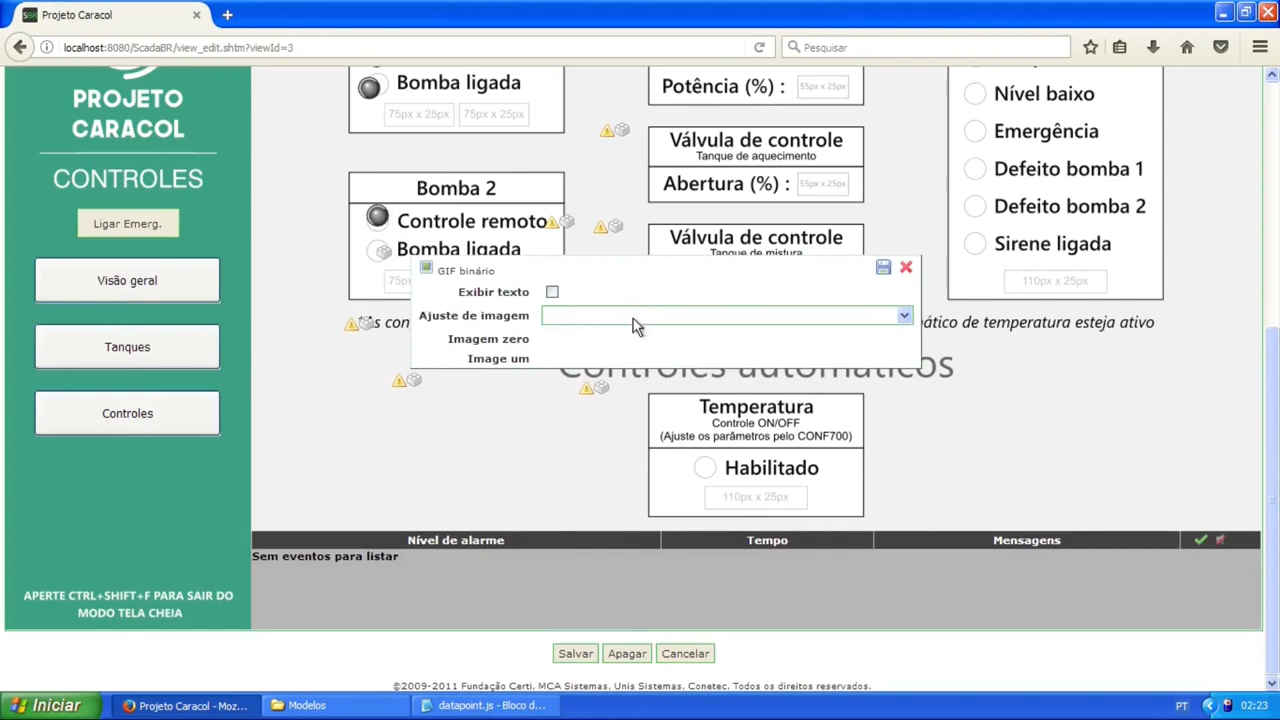 Projeto Caracol
localhost:8080/ScadaBR/view_edit.shtm?viewId=3
Pesquisar
PROJETO
CARACOL
CONTROLES
Ligar Emerg.
Visão geral
Tanques
Controles
APERTE CTRL+SHIFT+F PARA SAIR DO
MODO TELA CHEIA
Bomba ligada
75px x 25px
75px x 25px
Bomba 2
Controle remoto
Bomba ligada
75p
Potência (%) :
55px x 25px
Válvula de controle
Tanque de aquecimento
Abertura (%) :
55px x 25px
Válvula de controle
Tanque de mistura
Nível baixo
Emergência
Defeito bomba 1
Defeito bomba 2
Sirene ligada
110px x 25px
GIF binário
Exibir texto
Ajuste de imagem
Imagem zero
Image um
s con
ático de temperatura esteja ativo
Controles automáticos
Temperatura
Controle ON/OFF
(Ajuste os parâmetros pelo CONF700)
Habilitado
110px x 25px
Nível de alarme
Tempo
Mensagens
Sem eventos para listar
Salvar
Apagar
Cancelar
©2009-2011 Fundação Certi, MCA Sistemas, Unis Sistemas, Conetec. Todos os direitos reservados.
Iniciar
Projeto Caracol - Moz...
Modelos
datapoint.js - Bloco d...
PT
02:23